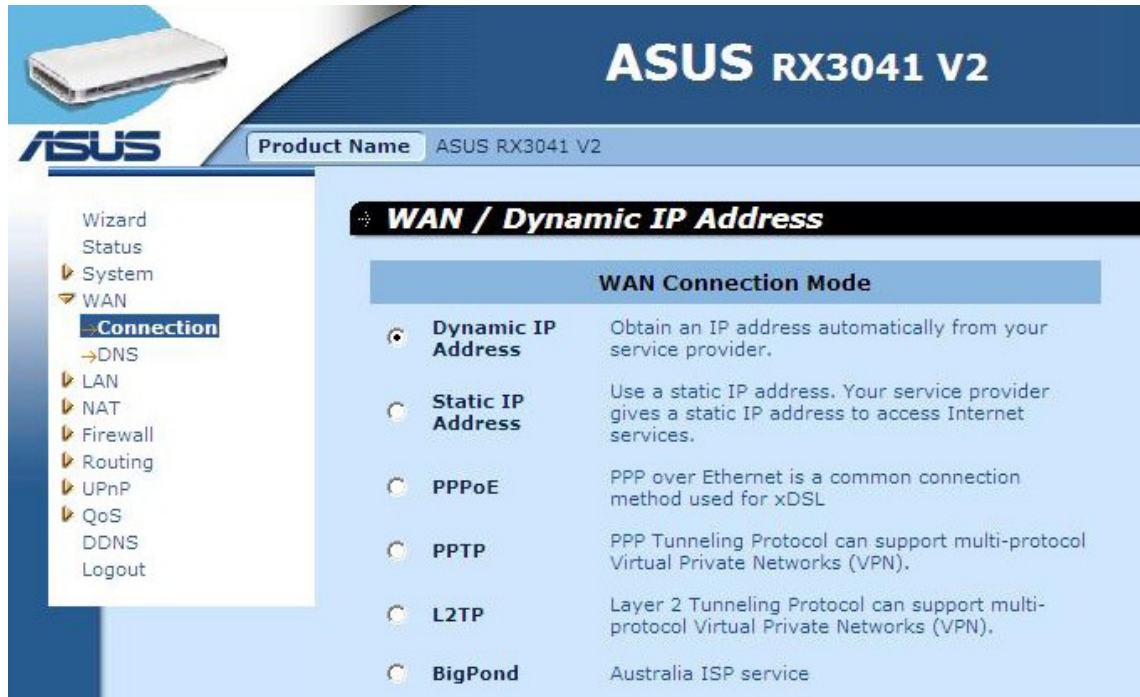 ASUS RX3041 V2
ASUS
Product Name ASUS RX3041 V2
Wizard
Status
System
WAN
→Connection
→DNS
LAN
NAT
Firewall
Routing
UPnP
QoS
DDNS
Logout
WAN / Dynamic IP Address
WAN Connection Mode
Dynamic IP
Address
Obtain an IP address automatically from your
service provider.
Static IP
Address
Use a static IP address. Your service provider
gives a static IP address to access Internet
services.
PPPoE
PPP over Ethernet is a common connection
method used for xDSL
PPTP
PPP Tunneling Protocol can support multi-protocol
Virtual Private Networks (VPN).
L2TP
Layer 2 Tunneling Protocol can support multi-
protocol Virtual Private Networks (VPN).
BigPond
Australia ISP service